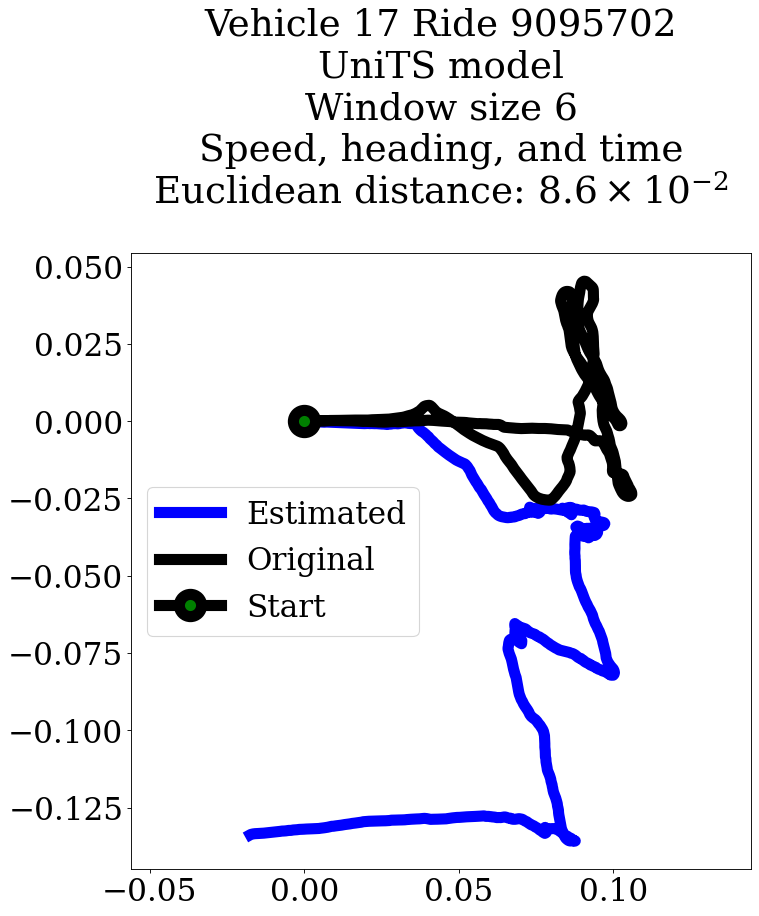 Vehicle 17 Ride 9095702
UniTS model
Window size 6
Speed, heading, and time
Euclidean distance: 8.6 × 10⁻²
0.050
0.025
0.000
−0.025
−0.050
−0.075
−0.100
−0.125
Estimated
Original
Start
−0.05
0.00
0.05
0.10